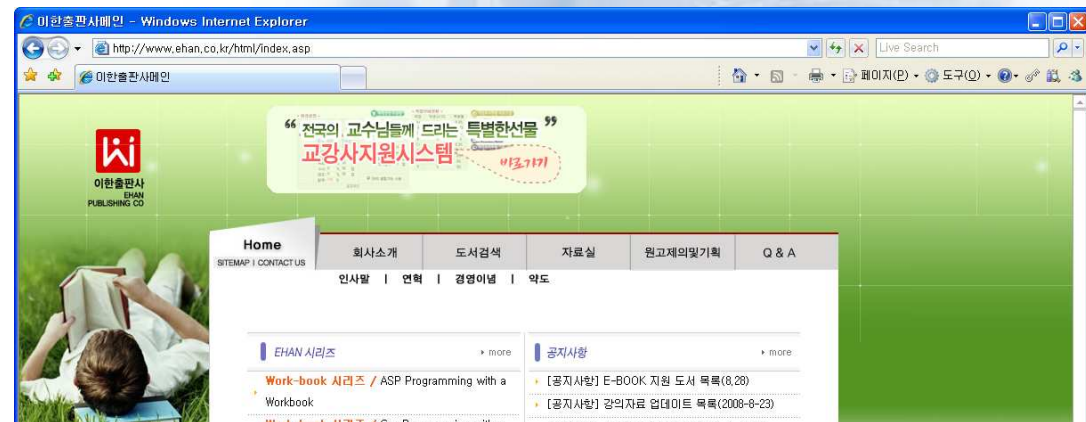 이한출판사메인 - Windows Internet Explorer
http://www.ehan.co.kr/html/index.asp
Live Search
이한출판사메인
페이지(P)
도구(O)
“ 전국의 교수님들께 드리는 특별한선물 ”
교강사지원시스템
바로가기
이한출판사
EHAN
PUBLISHING CO
Home
SITEMAP I CONTACT US
회사소개
도서검색
자료실
원고제의및기획
Q & A
인사말 | 연혁 | 경영이념 | 약도
EHAN 시리즈
more
Work-book 시리즈 / ASP Programming with a
Workbook
공지사항
more
[공지사항] E-BOOK 지원 도서 목록(8,28)
[공지사항] 강의자료 업데이트 목록(2008-8-23)